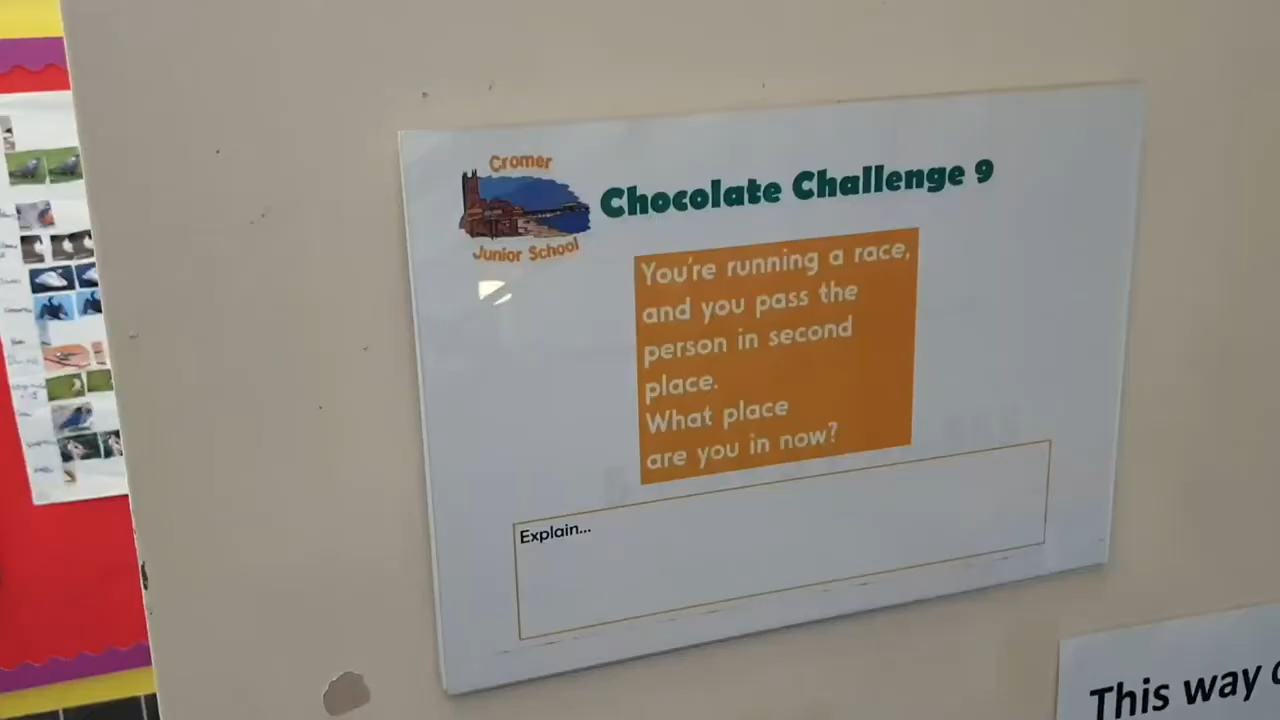 Cromer
Junior School
Chocolate Challenge 9
You're running a race,
and you pass the
person in second
place.
What place
are you in now?
Explain...
This way